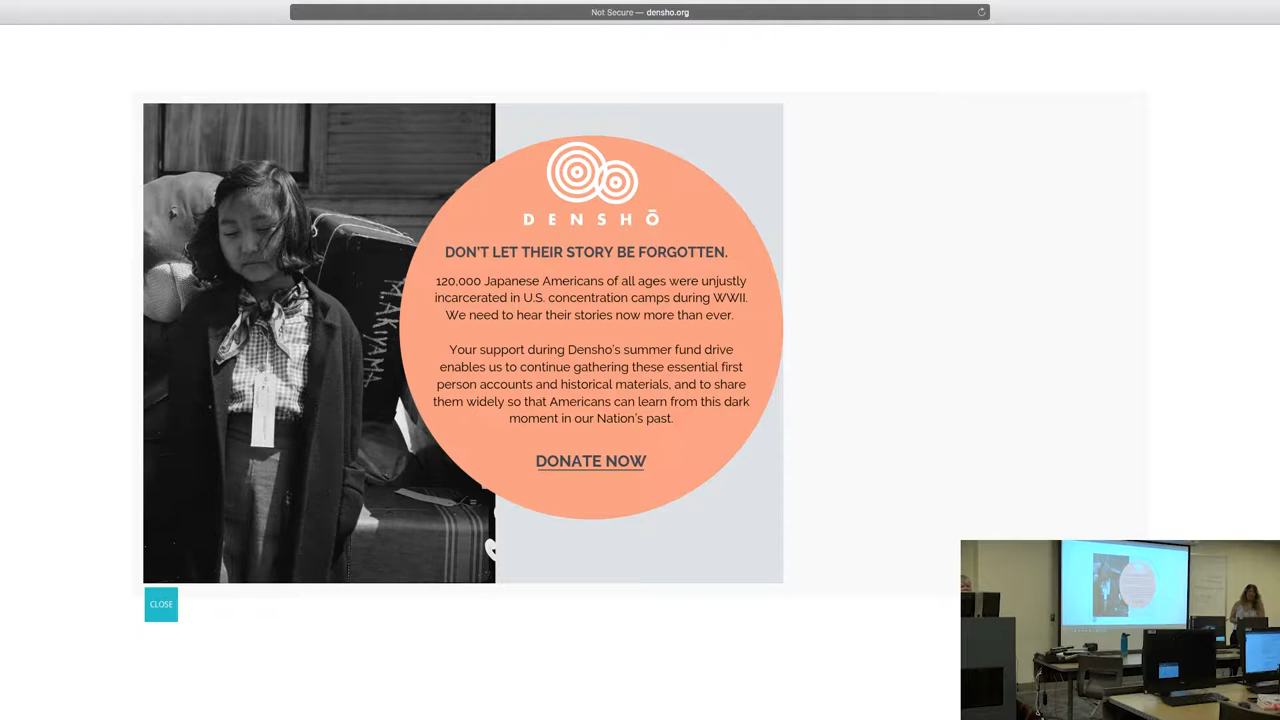 Not Secure — densho.org
DENSHŌ
DON'T LET THEIR STORY BE FORGOTTEN.
120,000 Japanese Americans of all ages were unjustly
incarcerated in U.S. concentration camps during WWII.
We need to hear their stories now more than ever.
Your support during Densho's summer fund drive
enables us to continue gathering these essential first
person accounts and historical materials, and to share
them widely so that Americans can learn from this dark
moment in our Nation's past.
DONATE NOW
M.AKIYAMA
CLOSE